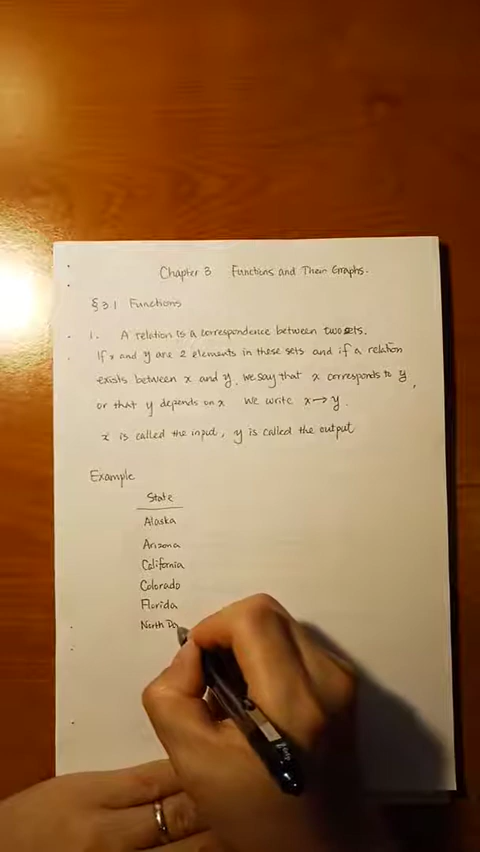 Chapter 3 Functions and Their Graphs.
§ 3.1 Functions
1. A relation is a correspondence between two sets.
If x and y are 2 elements in these sets and if a relation
exists between x and y, we say that x corresponds to y,
or that y depends on x We write x→y.
x is called the input, y is called the output
Example
State
Alaska
Arizona
California
Colorado
Florida
North Da